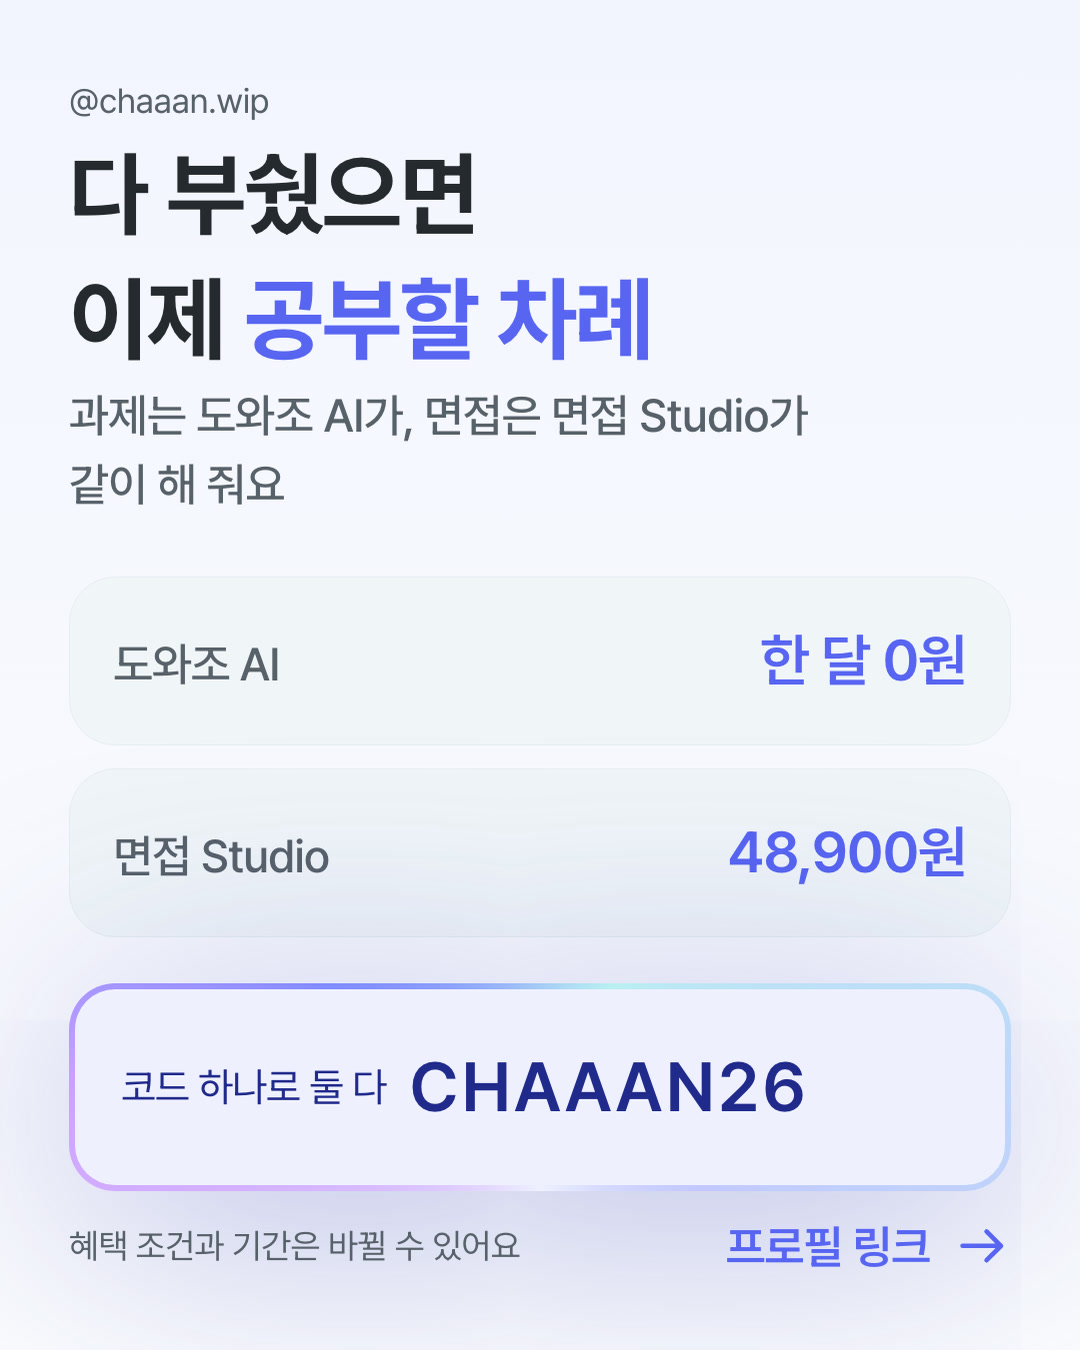 @chaaan.wip
다 부쉈으면
이제 공부할 차례
과제는 도와조 AI가, 면접은 면접 Studio가
같이 해 줘요
도와조 AI
한 달 0원
면접 Studio
48,900원
코드 하나로 둘 다 CHAAAN26
혜택 조건과 기간은 바뀔 수 있어요
프로필 링크 →